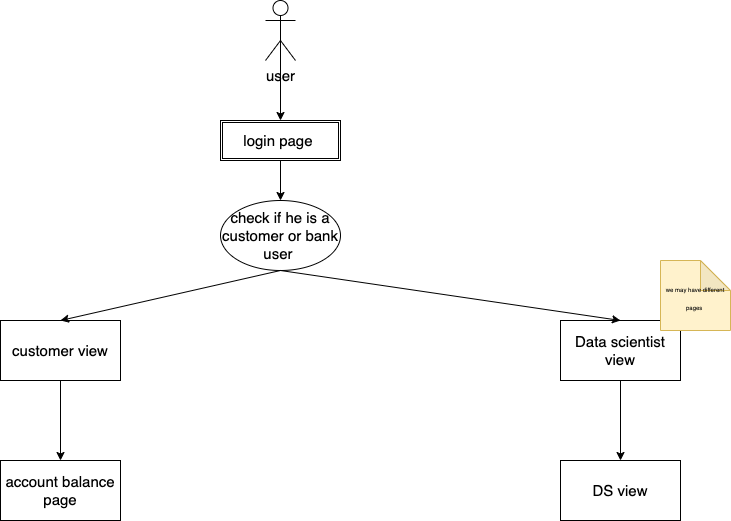 user
login page
check if he is a
customer or bank
user
we may have different
pages
customer view
Data scientist
view
account balance
page
DS view